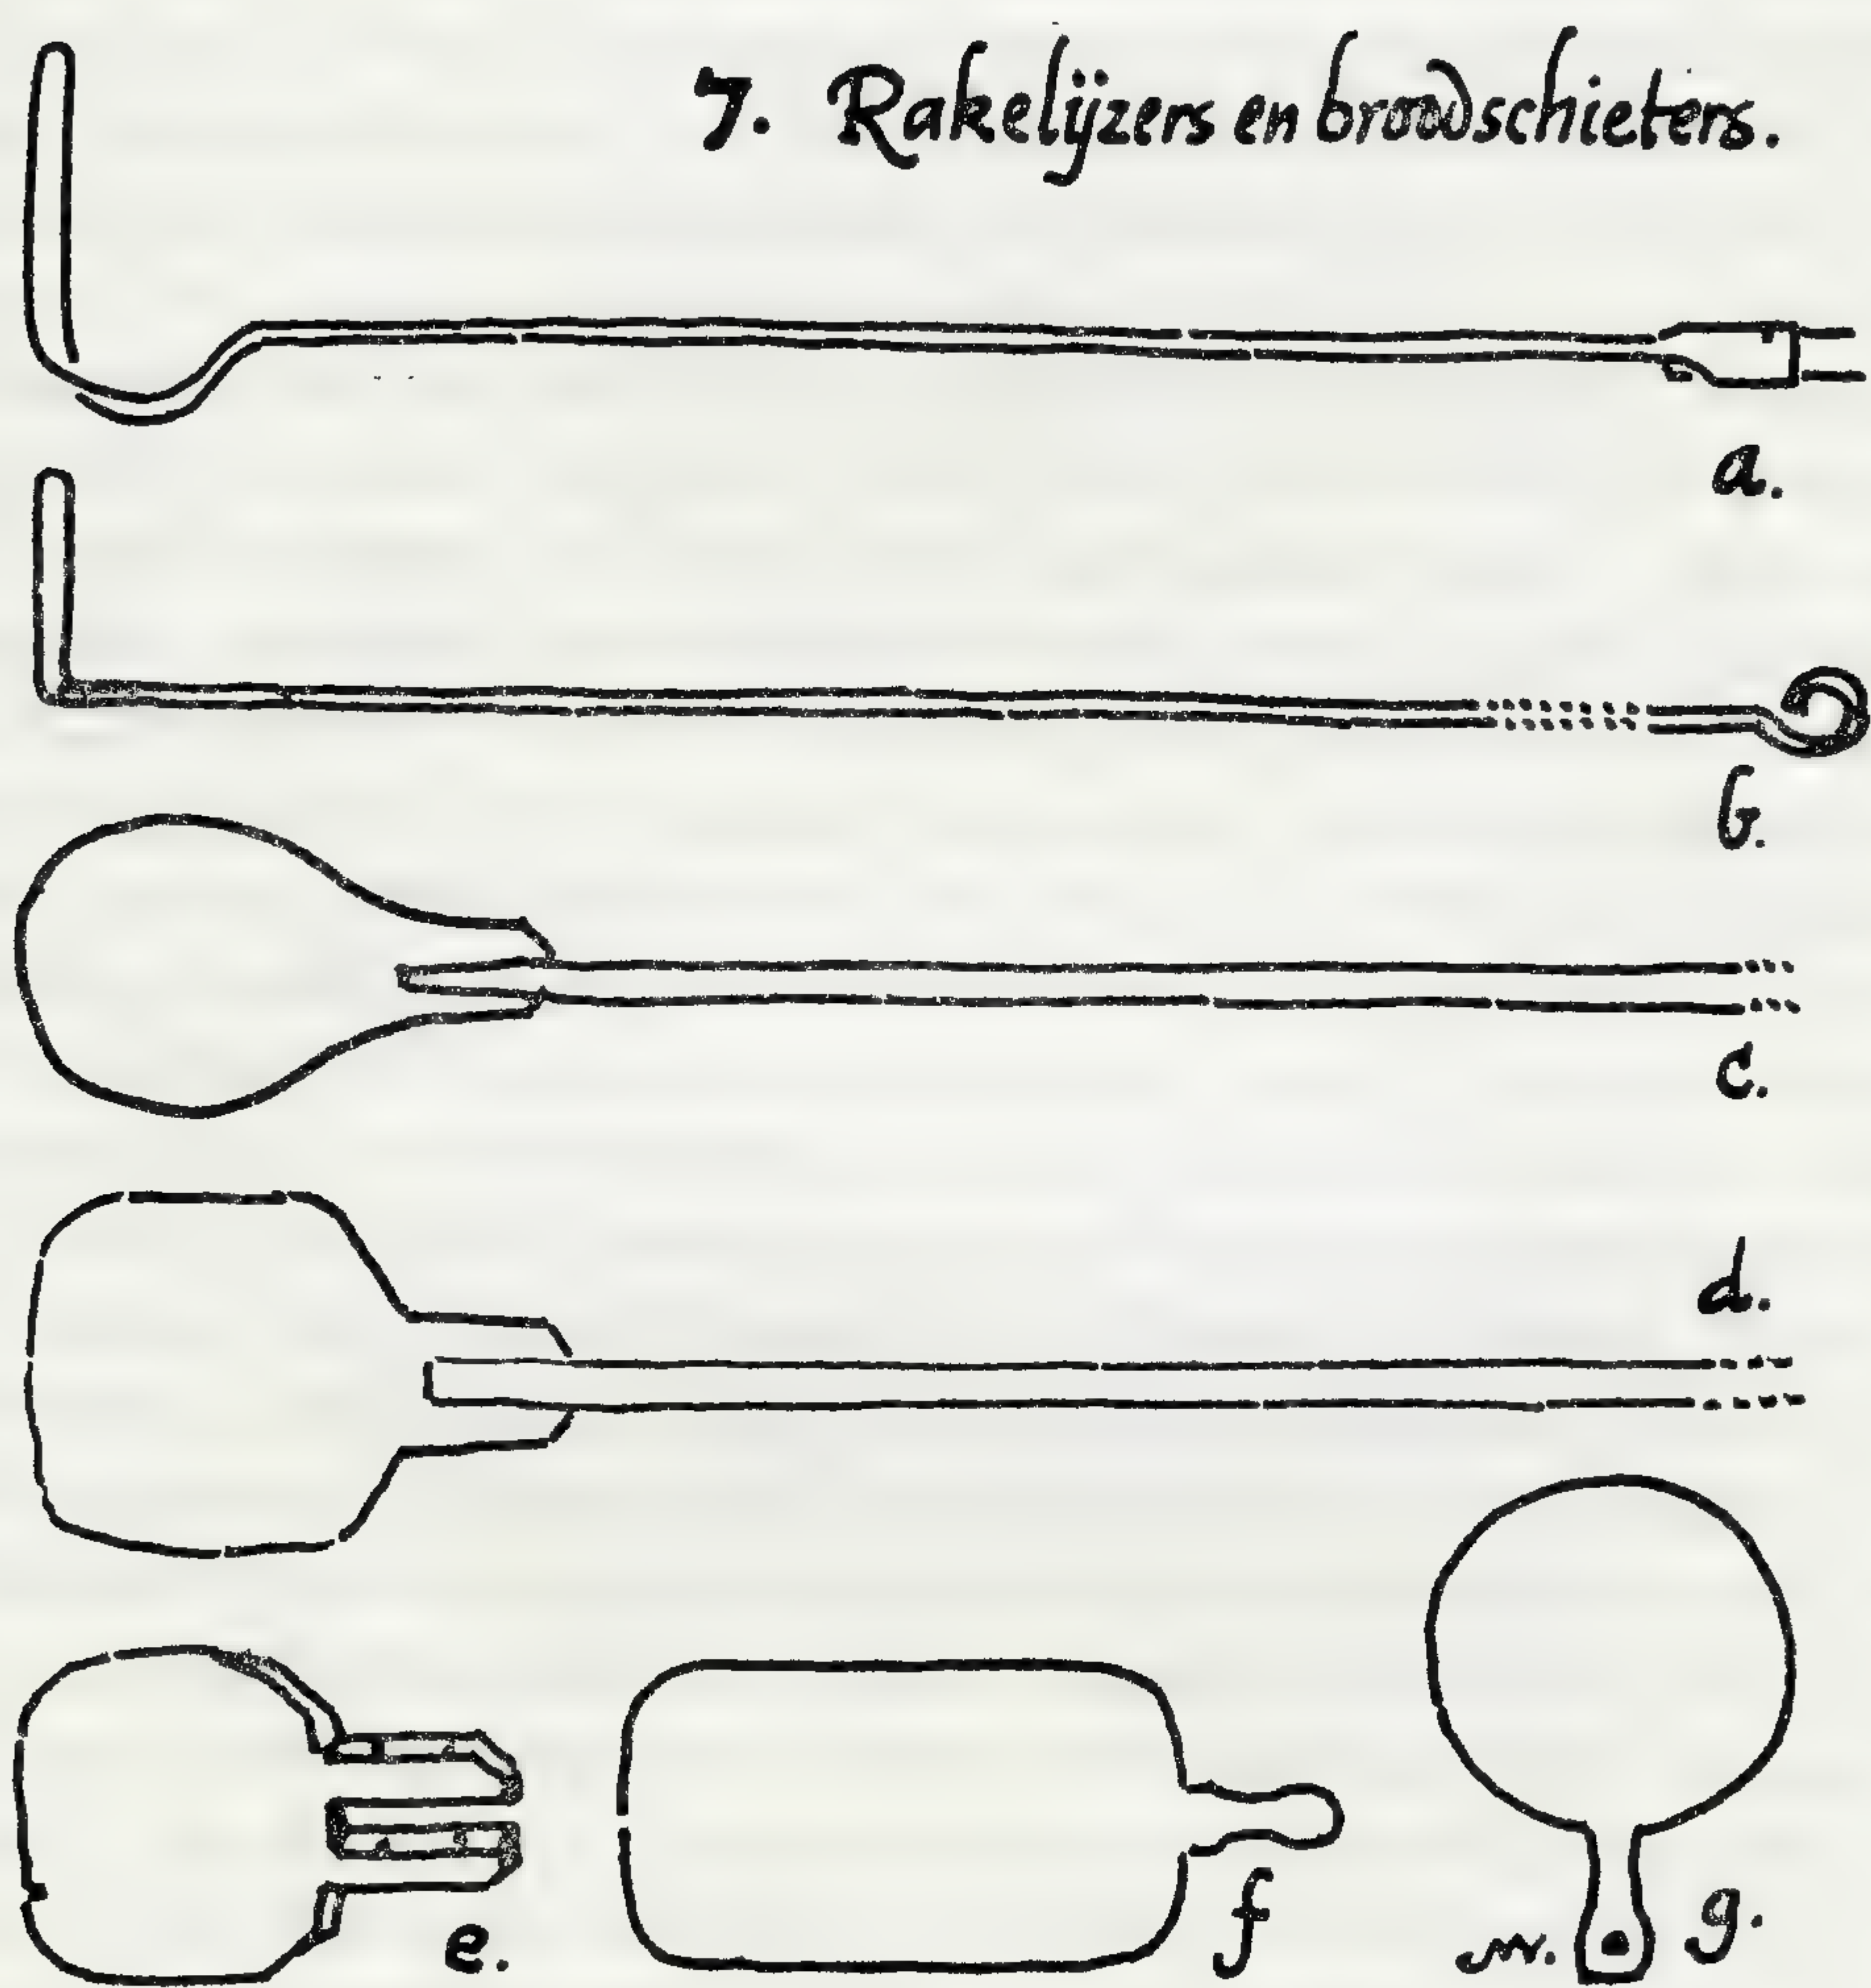 7. Rakelijzers en broodschieters.
a.
b.
c.
d.
e.
f
g.